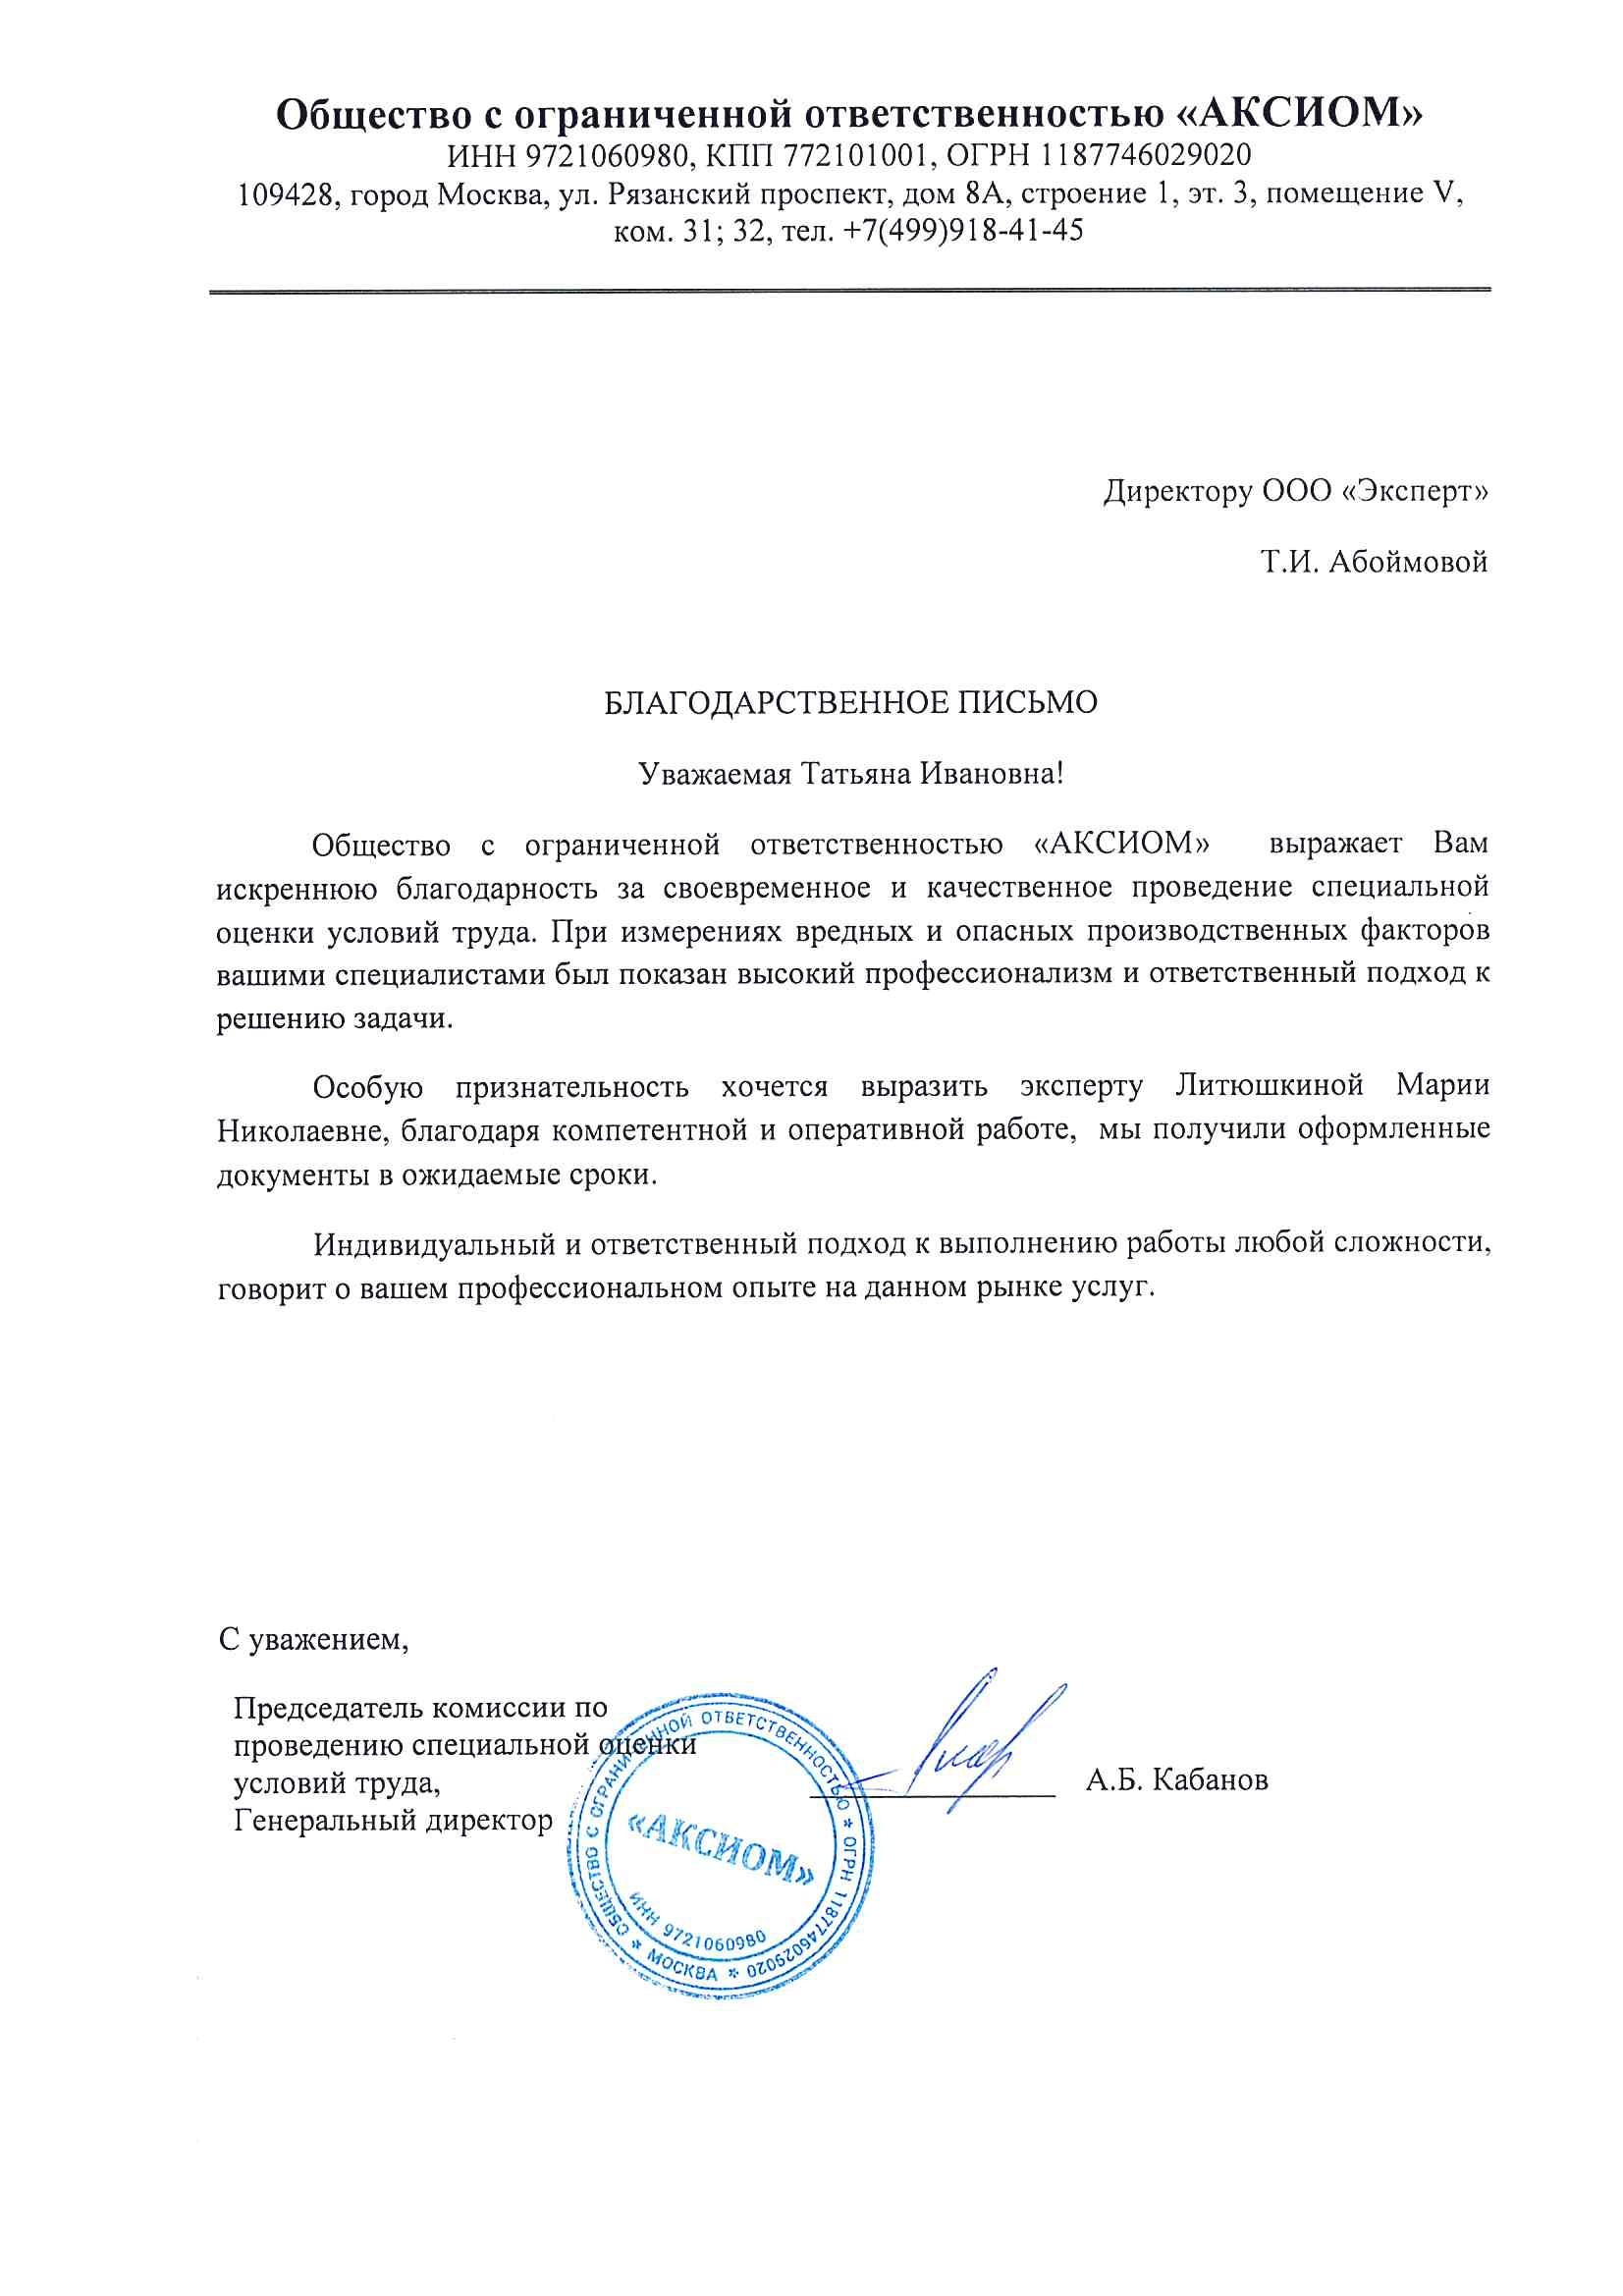 Общество с ограниченной ответственностью «АКСИОМ»
ИНН 9721060980, КПП 772101001, ОГРН 1187746029020
109428, город Москва, ул. Рязанский проспект, дом 8А, строение 1, эт. 3, помещение V,
ком. 31; 32, тел. +7(499)918-41-45
Директору ООО «Эксперт»
Т.И. Абоймовой
БЛАГОДАРСТВЕННОЕ ПИСЬМО
Уважаемая Татьяна Ивановна!
Общество с ограниченной ответственностью «АКСИОМ» выражает Вам
искреннюю благодарность за своевременное и качественное проведение специальной
оценки условий труда. При измерениях вредных и опасных производственных факторов
вашими специалистами был показан высокий профессионализм и ответственный подход к
решению задачи.
Особую признательность хочется выразить эксперту Литюшкиной Марии
Николаевне, благодаря компетентной и оперативной работе, мы получили оформленные
документы в ожидаемые сроки.
Индивидуальный и ответственный подход к выполнению работы любой сложности,
говорит о вашем профессиональном опыте на данном рынке услуг.
С уважением,
Председатель комиссии по
проведению специальной оценки
условий труда,
Генеральный директор
А.Б. Кабанов
ОБЩЕСТВО С ОГРАНИЧЕННОЙ ОТВЕТСТВЕННОСТЬЮ * ОГРН 1187746029020 * МОСКВА *
«АКСИОМ»
ИНН 9721060980